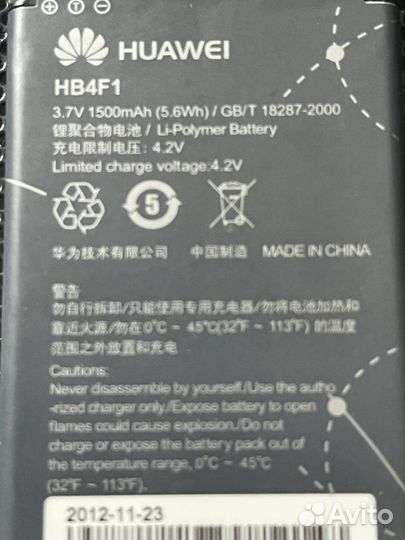 HUAWEI
HB4F1
3.7V 1500mAh (5.6Wh) / GB/T 18287-2000
锂聚合物电池 / Li-Polymer Battery
充电限制电压: 4.2V
Limited charge voltage:4.2V
5
华为技术有限公司 中国制造 MADE IN CHINA
警告
勿自行拆卸/只能使用专用充电器/勿将电池加热和
靠近火源/勿在0°C ~ 45°C(32°F ~ 113°F)的温度
范围之外放置和充电
Cautions:
Never disassemble by yourself./Use the autho
-rized charger only./Expose battery to open
flames could cause explosion./Do not
charge or expose the battery pack out of
the temperature range, 0°C ~ 45°C
(32°F ~ 113°F).
2012-11-23
Avito